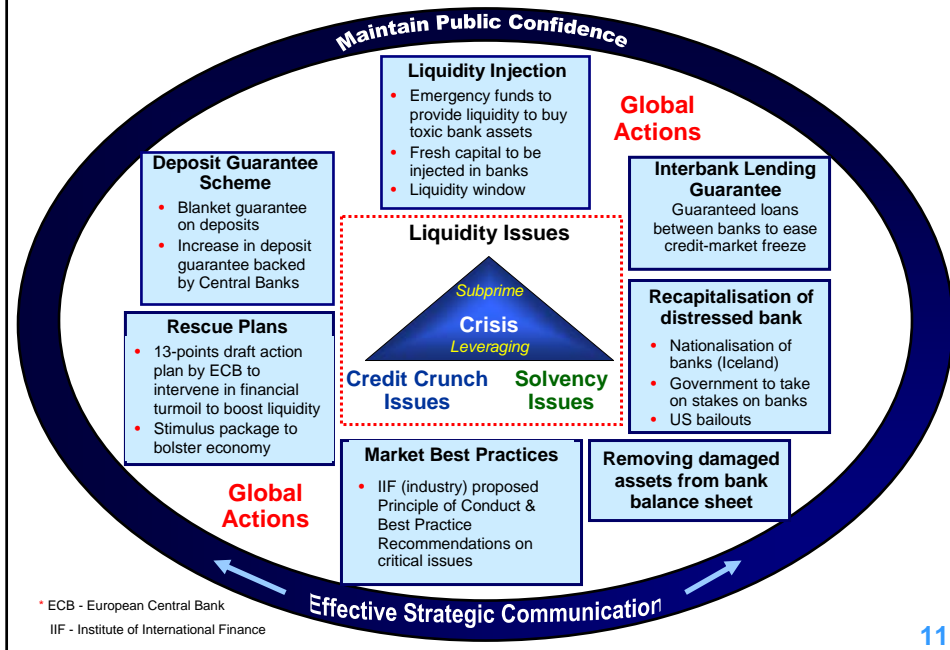 Maintain Public Confidence
Liquidity Injection
• Emergency funds to
provide liquidity to buy
toxic bank assets
• Fresh capital to be
injected in banks
• Liquidity window
Global
Actions
Deposit Guarantee
Scheme
• Blanket guarantee
on deposits
• Increase in deposit
guarantee backed
by Central Banks
Interbank Lending
Guarantee
Guaranteed loans
between banks to ease
credit-market freeze
Liquidity Issues
Subprime
Crisis
Leveraging
Credit Crunch
Issues
Solvency
Issues
Rescue Plans
• 13-points draft action
plan by ECB to
intervene in financial
turmoil to boost liquidity
• Stimulus package to
bolster economy
Recapitalisation of
distressed bank
• Nationalisation of
banks (Iceland)
• Government to take
on stakes on banks
• US bailouts
Global
Actions
Market Best Practices
• IIF (industry) proposed
Principle of Conduct &
Best Practice
Recommendations on
critical issues
Removing damaged
assets from bank
balance sheet
Effective Strategic Communication
* ECB - European Central Bank
IIF - Institute of International Finance
11